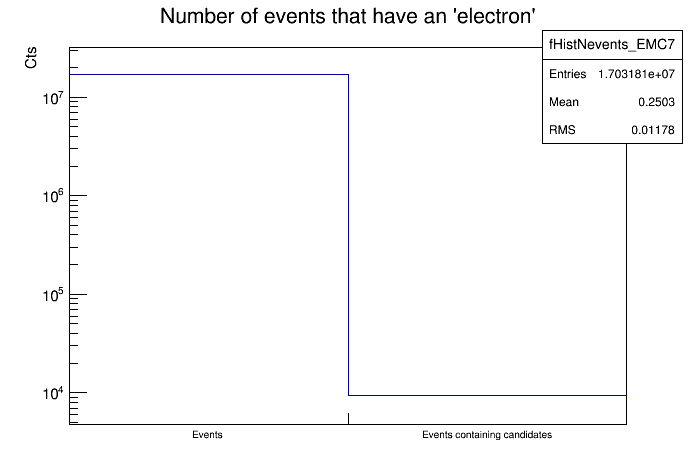 Number of events that have an 'electron'
Cts
fHistNevents_EMC7
Entries 1.703181e+07
Mean 0.2503
RMS 0.01178
10^7
10^6
10^5
10^4
Events
Events containing candidates